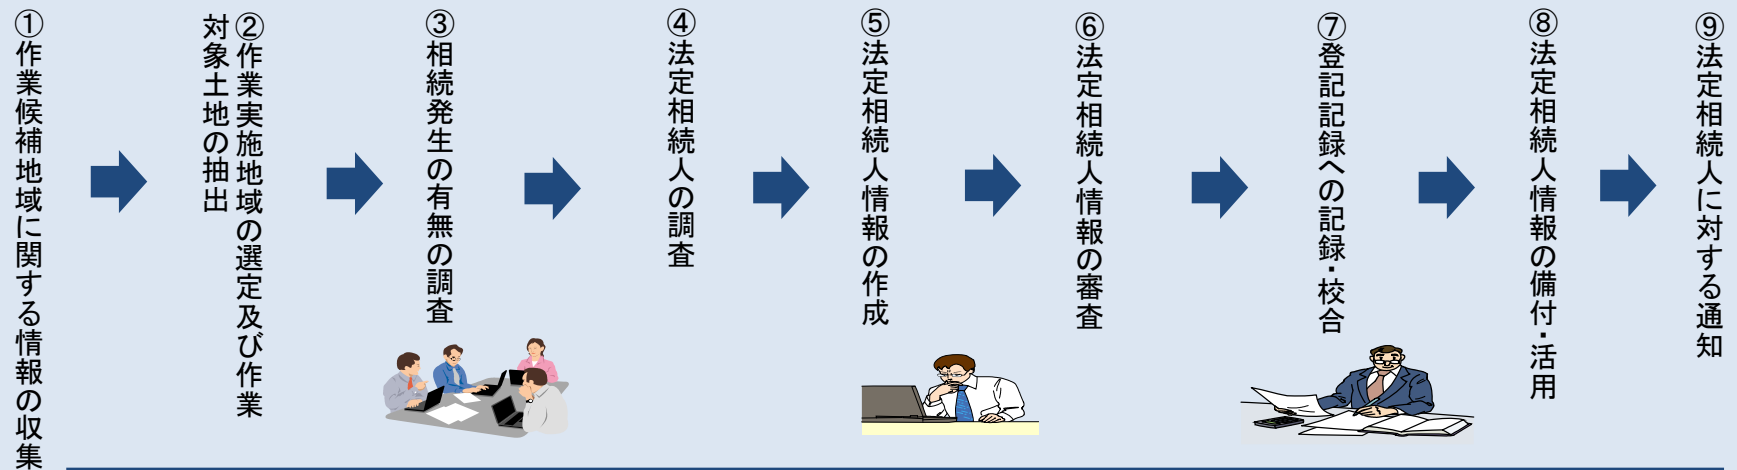 ①作業候補地域に関する情報の収集
②作業実施地域の選定及び作業
対象土地の抽出
③相続発生の有無の調査
④法定相続人の調査
⑤法定相続人情報の作成
⑥法定相続人情報の審査
⑦登記記録への記録・校合
⑧法定相続人情報の備付・活用
⑨法定相続人に対する通知